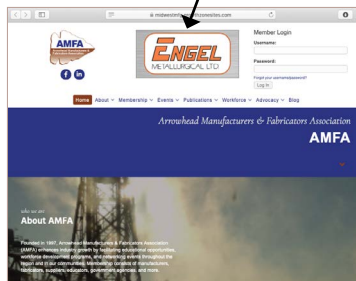 AMFA
ENGEL
METALLURGICAL LTD
Member Login
Username:
Password:
Forgot your username/password?
Log in
Home About Membership Events Publications Workforce Advocacy Blog
Arrowhead Manufacturers & Fabricators Association
AMFA
who we are
About AMFA
Founded in 1997, Arrowhead Manufacturers & Fabricators Association
(AMFA) enhances industry growth by facilitating educational opportunities,
workforce development programs, and networking events throughout the
region and in our communities. Membership consists of manufacturers,
fabricators, suppliers, educators, government agencies, and more.